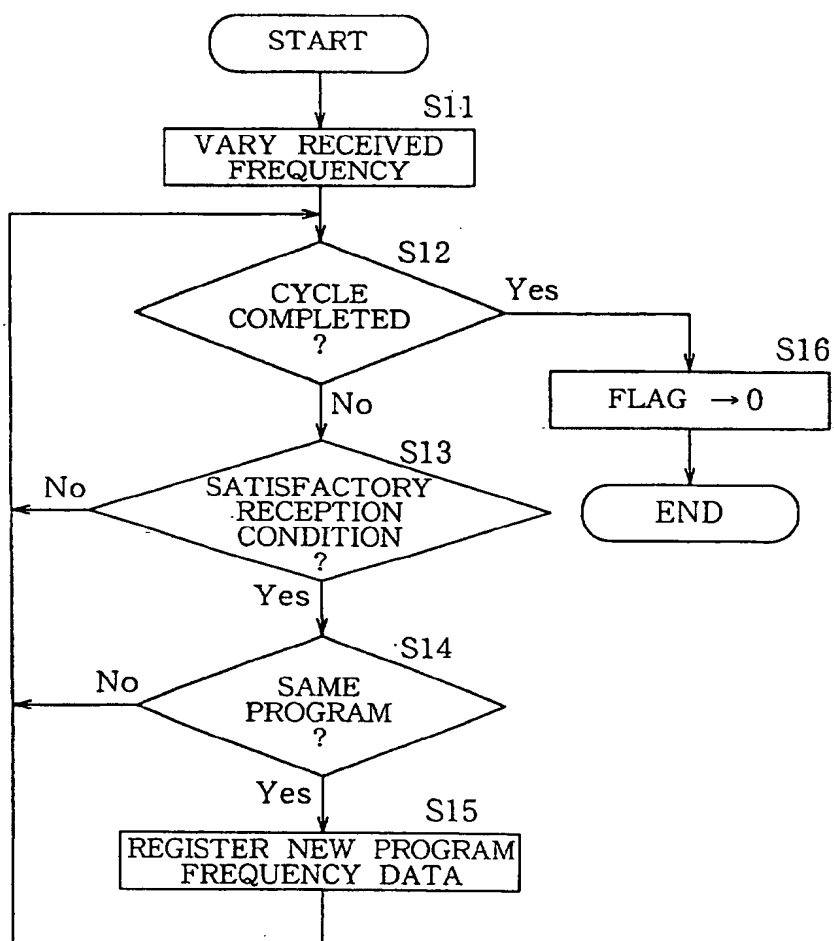 START
S11
VARY RECEIVED
FREQUENCY
S12
CYCLE
COMPLETED
?
Yes
No
S16
FLAG → 0
END
S13
SATISFACTORY
RECEPTION
CONDITION
?
No
Yes
S14
SAME
PROGRAM
?
No
Yes
S15
REGISTER NEW PROGRAM
FREQUENCY DATA